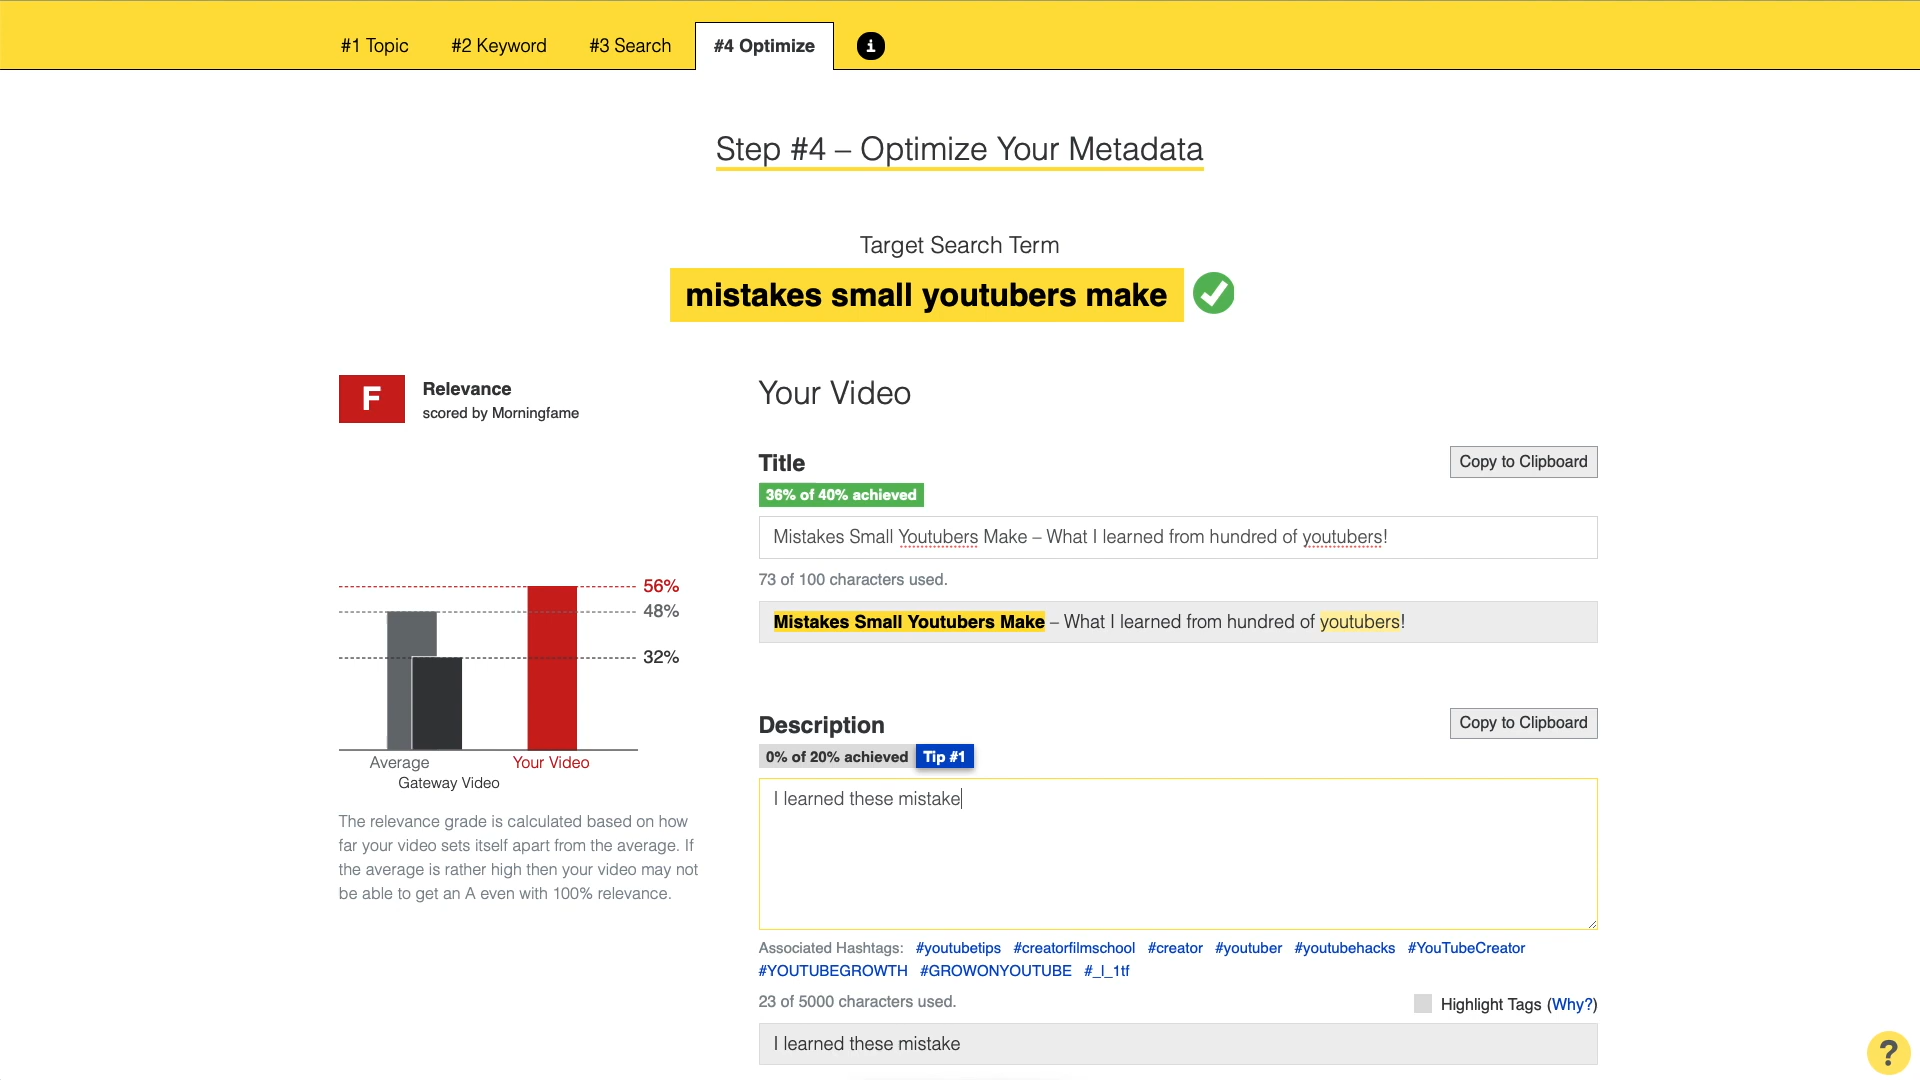 #1 Topic #2 Keyword #3 Search #4 Optimize i
Step #4 – Optimize Your Metadata
Target Search Term
mistakes small youtubers make
F Relevance
scored by Morningfame
56%
48%
32%
Average Your Video
Gateway Video
The relevance grade is calculated based on how
far your video sets itself apart from the average. If
the average is rather high then your video may not
be able to get an A even with 100% relevance.
Your Video
Title Copy to Clipboard
36% of 40% achieved
Mistakes Small Youtubers Make – What I learned from hundred of youtubers!
73 of 100 characters used.
Mistakes Small Youtubers Make – What I learned from hundred of youtubers!
Description Copy to Clipboard
0% of 20% achieved Tip #1
I learned these mistake
Associated Hashtags: #youtubetips #creatorfilmschool #creator #youtuber #youtubehacks #YouTubeCreator
#YOUTUBEGROWTH #GROWONYOUTUBE #_l_1tf
23 of 5000 characters used. Highlight Tags (Why?)
I learned these mistake
?